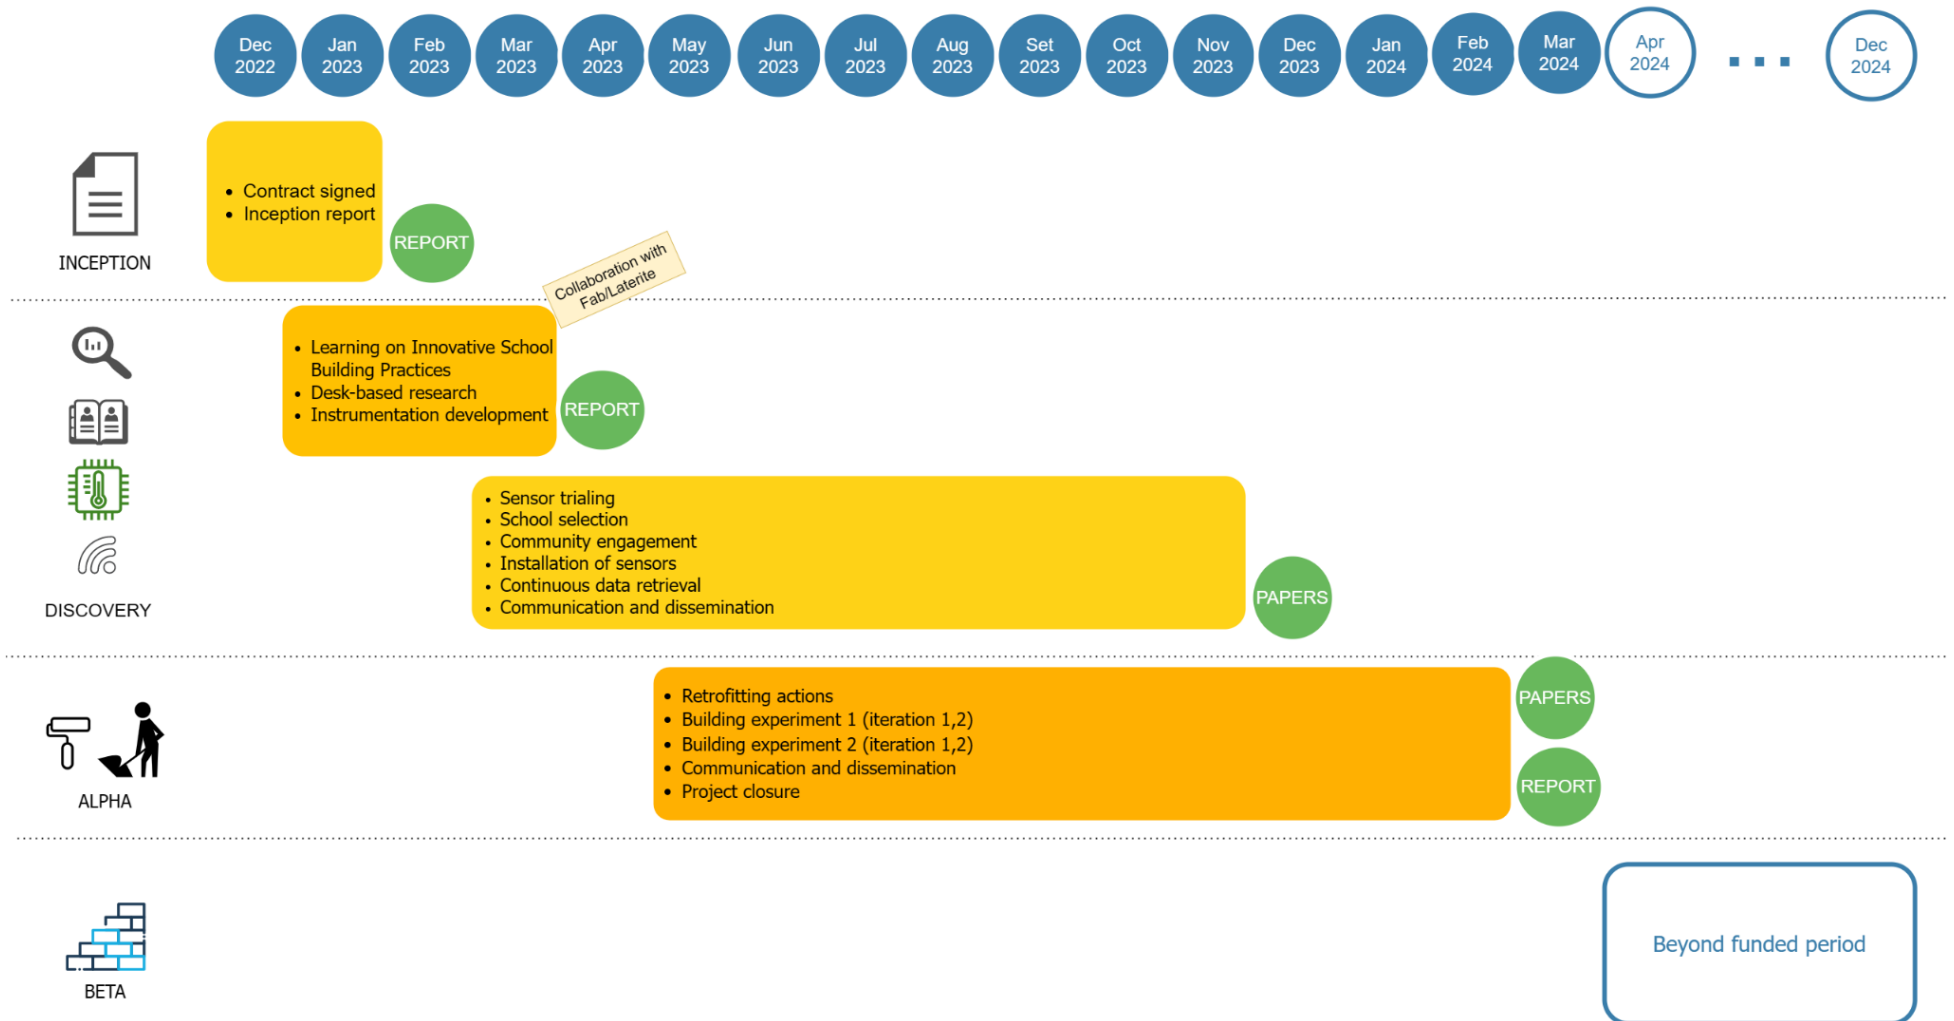 Dec
2022
Jan
2023
Feb
2023
Mar
2023
Apr
2023
May
2023
Jun
2023
Jul
2023
Aug
2023
Set
2023
Oct
2023
Nov
2023
Dec
2023
Jan
2024
Feb
2024
Mar
2024
Apr
2024
...
Dec
2024
• Contract signed
• Inception report
REPORT
INCEPTION
Collaboration with
Fab/Laterite
• Learning on Innovative School
Building Practices
• Desk-based research
• Instrumentation development
REPORT
• Sensor trialing
• School selection
• Community engagement
• Installation of sensors
• Continuous data retrieval
• Communication and dissemination
PAPERS
DISCOVERY
• Retrofitting actions
• Building experiment 1 (iteration 1,2)
• Building experiment 2 (iteration 1,2)
• Communication and dissemination
• Project closure
PAPERS
REPORT
ALPHA
Beyond funded period
BETA